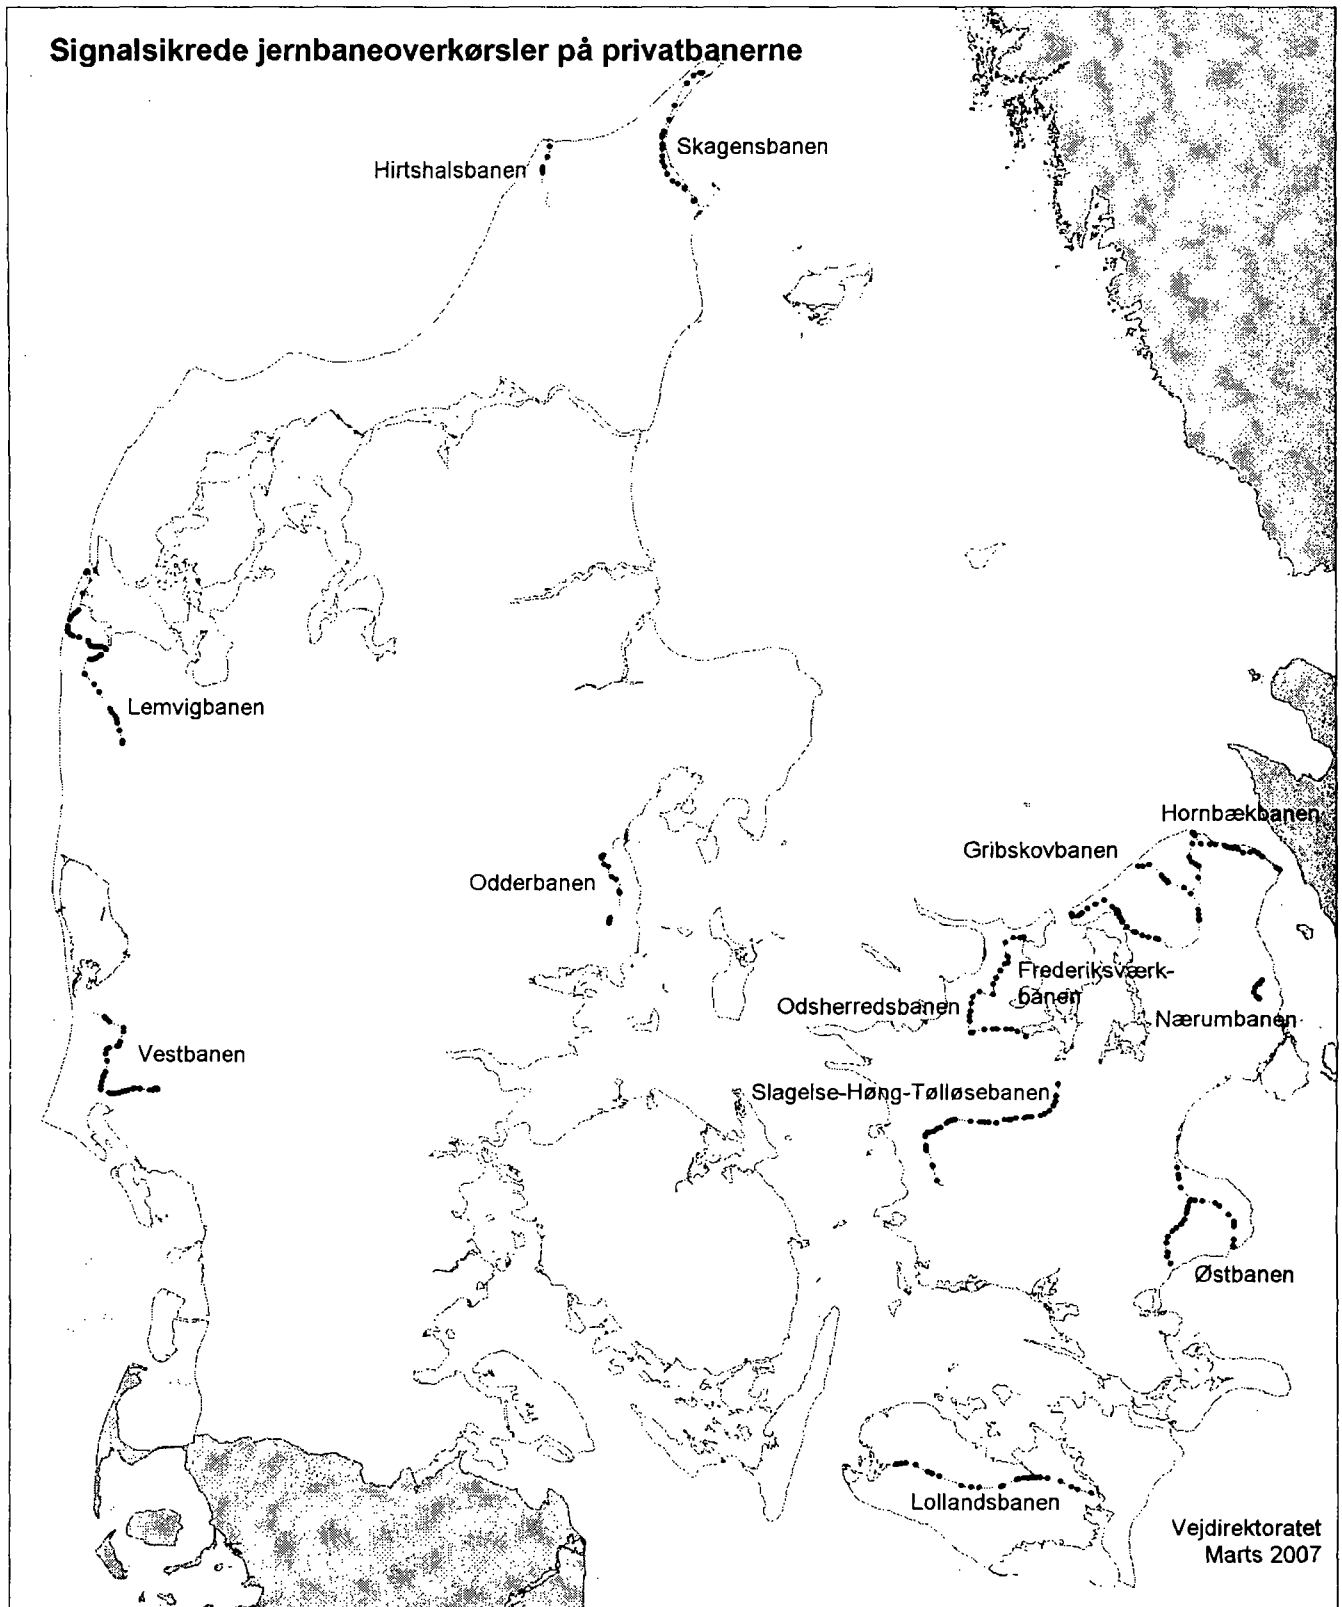 Signalsikrede jernbaneoverkørsler på privatbanerne
Skagensbanen
Hirtshalsbanen
Lemvigbanen
Hornbækbanen
Gribskovbanen
Odderbanen
Frederiksværk-
banen
Odsherredsbanen
Nærumbanen
Vestbanen
Slagelse-Høng-Tølløsebanen
Østbanen
Lollandsbanen
Vejdirektoratet
Marts 2007